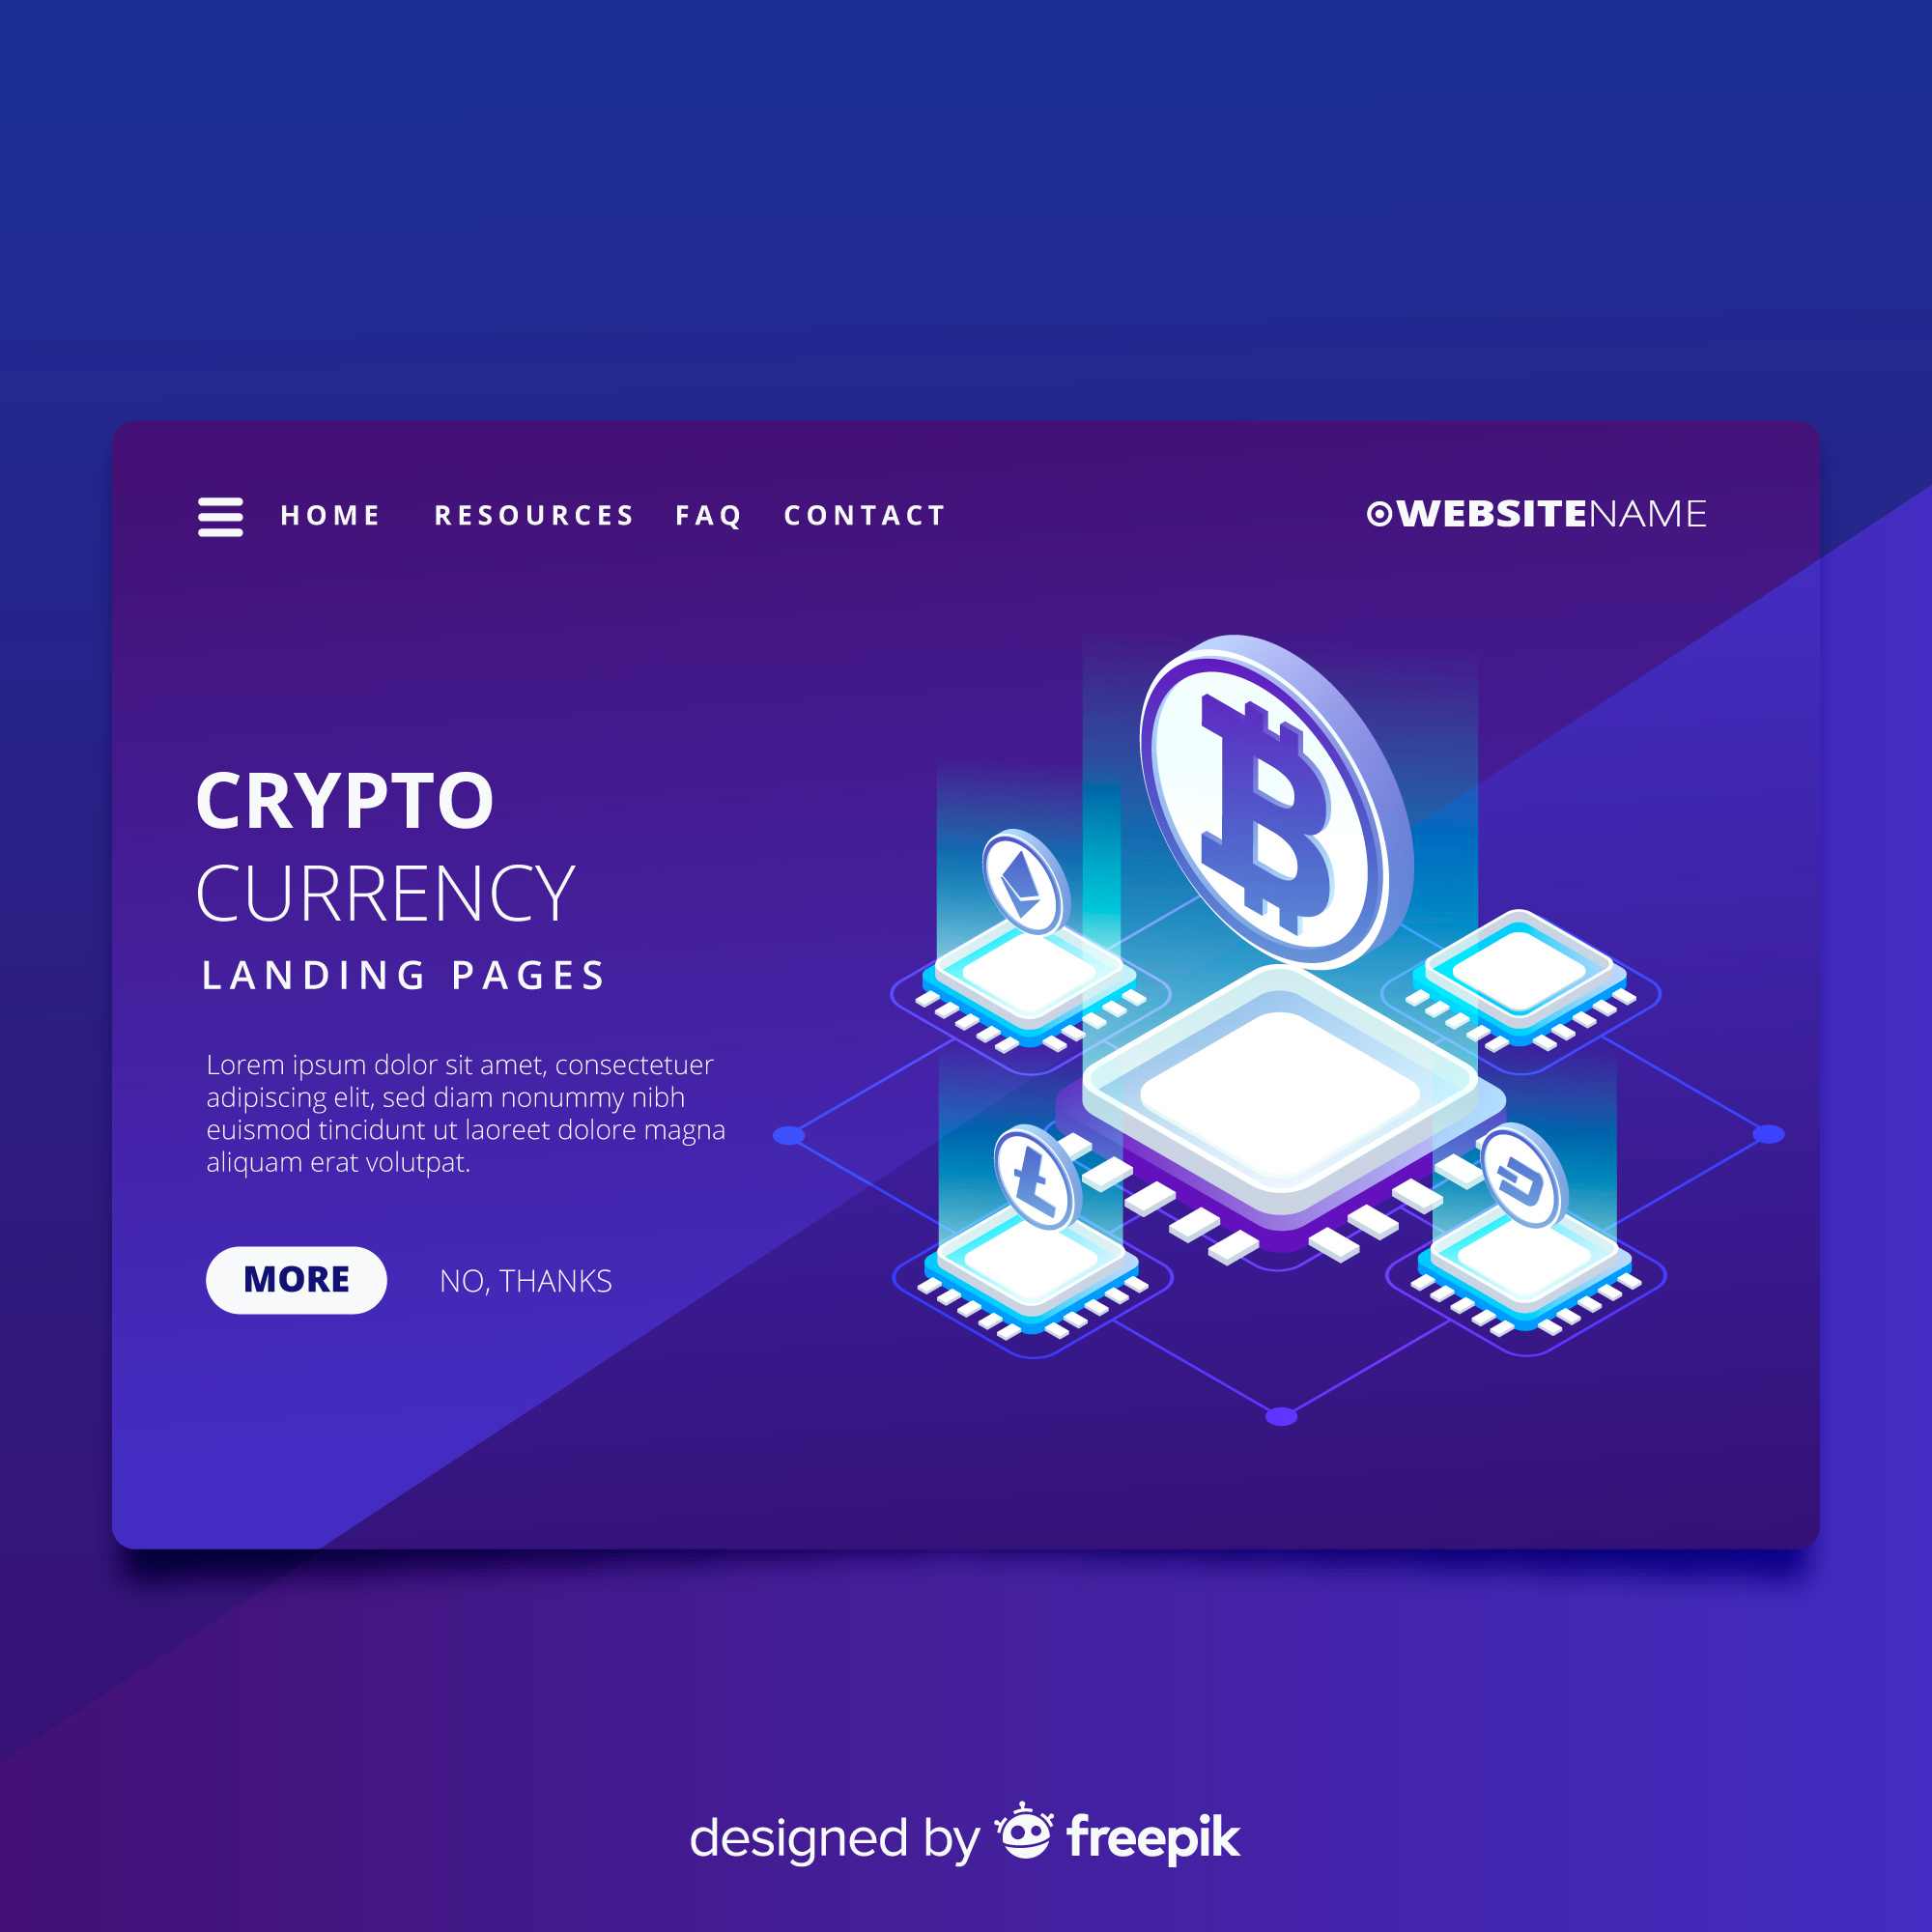 HOME RESOURCES FAQ CONTACT
WEBSITENAME
CRYPTO
CURRENCY
LANDING PAGES
Lorem ipsum dolor sit amet, consectetuer
adipiscing elit, sed diam nonummy nibh
euismod tincidunt ut laoreet dolore magna
aliquam erat volutpat.
MORE NO, THANKS
designed by freepik